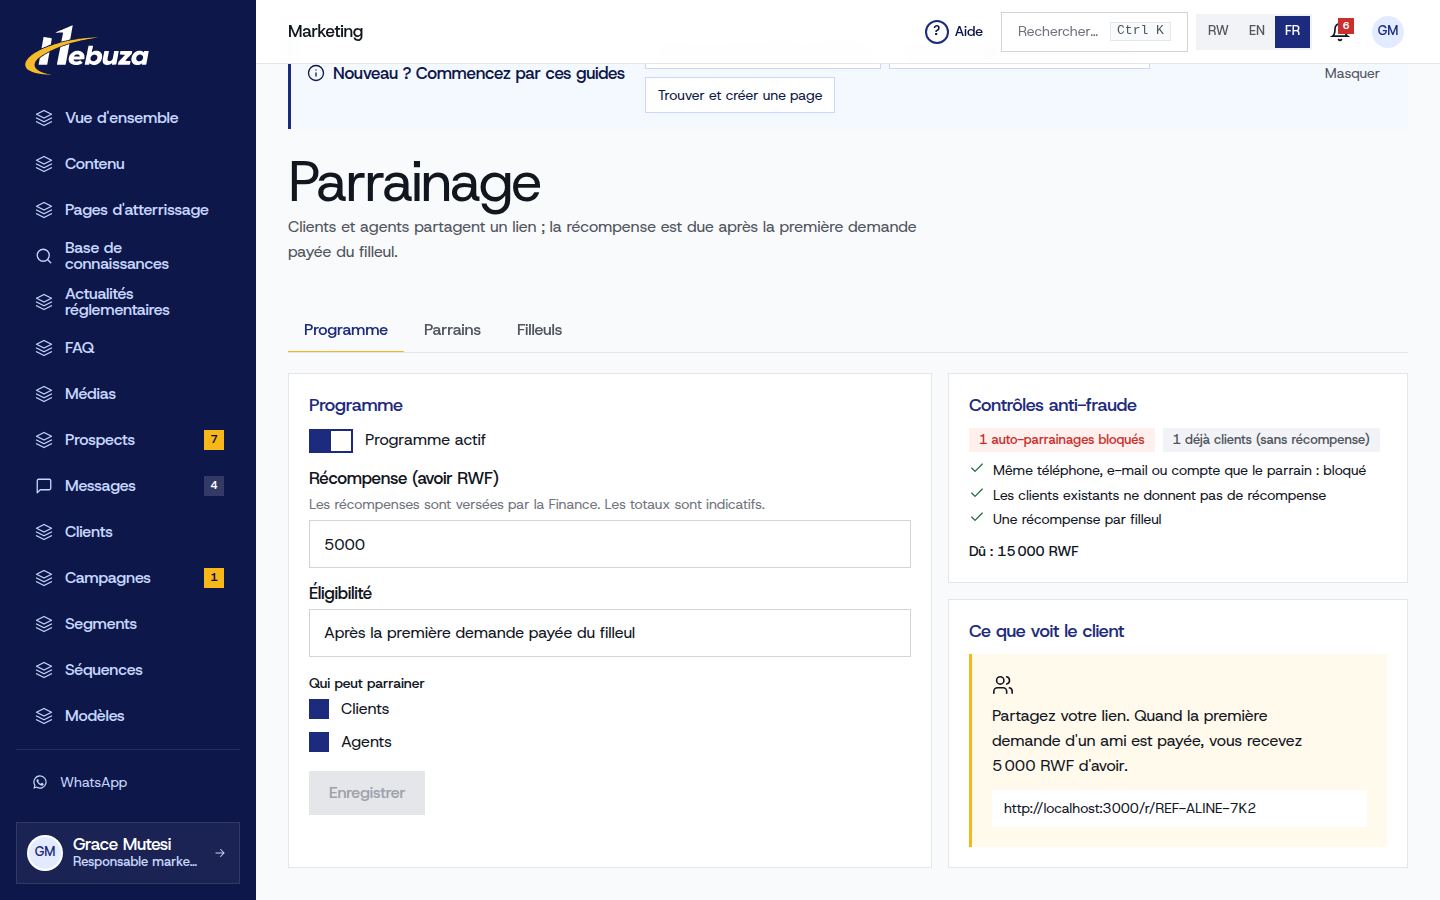 Hebuza
Vue d'ensemble
Contenu
Pages d'atterrissage
Base de
connaissances
Actualités
réglementaires
FAQ
Médias
Prospects 7
Messages 4
Clients
Campagnes 1
Segments
Séquences
Modèles
WhatsApp
GM Grace Mutesi
Responsable marke...
Marketing
? Aide
Rechercher... Ctrl K
RW EN FR
6
GM
Nouveau ? Commencez par ces guides
Masquer
Trouver et créer une page
Parrainage
Clients et agents partagent un lien ; la récompense est due après la première demande
payée du filleul.
Programme Parrains Filleuls
Programme
Programme actif
Récompense (avoir RWF)
Les récompenses sont versées par la Finance. Les totaux sont indicatifs.
5000
Éligibilité
Après la première demande payée du filleul
Qui peut parrainer
Clients
Agents
Enregistrer
Contrôles anti-fraude
1 auto-parrainages bloqués 1 déjà clients (sans récompense)
Même téléphone, e-mail ou compte que le parrain : bloqué
Les clients existants ne donnent pas de récompense
Une récompense par filleul
Dû : 15 000 RWF
Ce que voit le client
Partagez votre lien. Quand la première
demande d'un ami est payée, vous recevez
5 000 RWF d'avoir.
http://localhost:3000/r/REF-ALINE-7K2